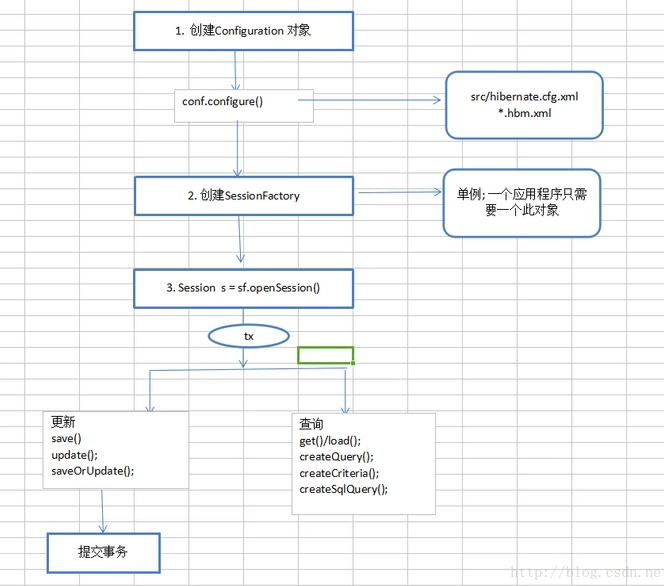 1. 创建Configuration 对象
conf.configure()
src/hibernate.cfg.xml
*.hbm.xml
2. 创建SessionFactory
单例;一个应用程序只需
要一个此对象
3. Session s = sf.openSession()
tx
更新
save()
update();
saveOrUpdate();
查询
get()/load();
createQuery();
createCriteria();
createSqlQuery();
提交事务
http://blog.csdn.net